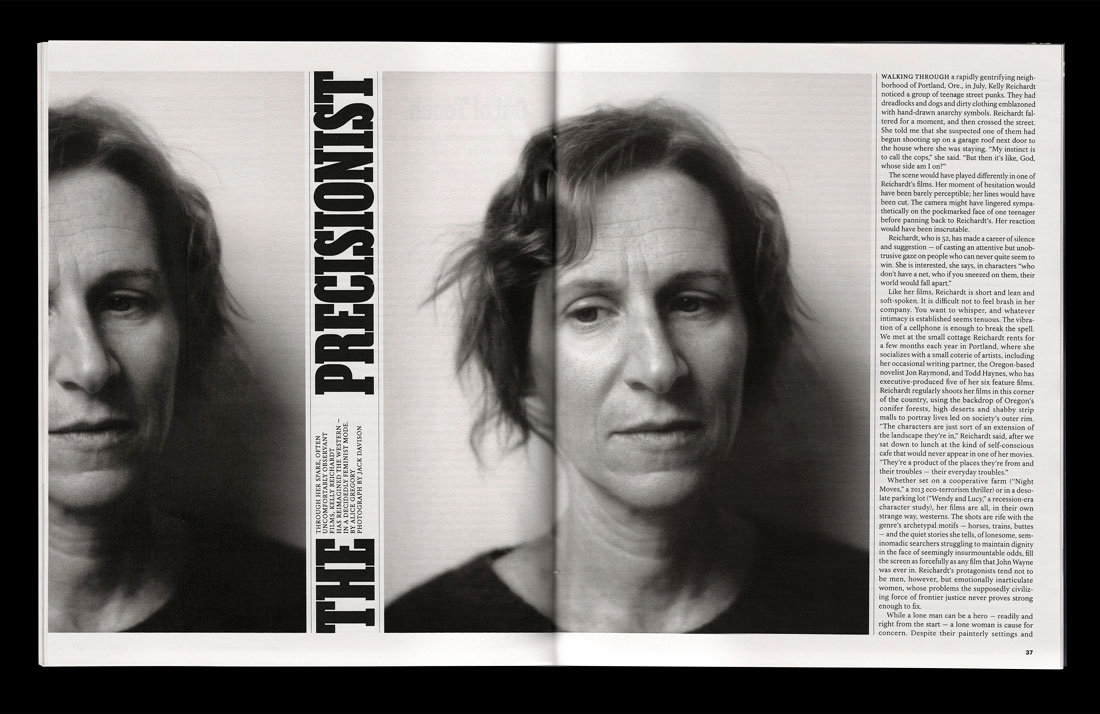 THE PRECISIONIST
THROUGH HER SPARE, OFTEN
UNCOMFORTABLY OBSERVANT
FILMS, KELLY REICHARDT
HAS REIMAGINED THE WESTERN —
IN A DECIDEDLY FEMINIST MODE.
BY ALICE GREGORY
PHOTOGRAPH BY JACK DAVISON
WALKING THROUGH a rapidly gentrifying neigh-
borhood of Portland, Ore., in July, Kelly Reichardt
noticed a group of teenage street punks. They had
dreadlocks and dogs and dirty clothing emblazoned
with hand-drawn anarchy symbols. Reichardt fal-
tered for a moment, and then crossed the street.
She told me that she suspected one of them had
begun shooting up on a garage roof next door to
the house where she was staying. “My instinct is
to call the cops,” she said. “But then it’s like, God,
whose side am I on?”
The scene would have played differently in one of
Reichardt’s films. Her moment of hesitation would
have been barely perceptible; her lines would have
been cut. The camera might have lingered sympa-
thetically on the pockmarked face of one teenager
before panning back to Reichardt’s. Her reaction
would have been inscrutable.
Reichardt, who is 52, has made a career of silence
and suggestion — of casting an attentive but unob-
trusive gaze on people who can never quite seem to
win. She is interested, she says, in characters “who
don’t have a net, who if you sneezed on them, their
world would fall apart.”
Like her films, Reichardt is short and lean and
soft-spoken. It is difficult not to feel brash in her
company. You want to whisper, and whatever
intimacy is established seems tenuous. The vibra-
tion of a cellphone is enough to break the spell.
We met at the small cottage Reichardt rents for
a few months each year in Portland, where she
socializes with a small coterie of artists, including
her occasional writing partner, the Oregon-based
novelist Jon Raymond, and Todd Haynes, who has
executive-produced five of her six feature films.
Reichardt regularly shoots her films in this corner
of the country, using the backdrop of Oregon’s
conifer forests, high deserts and shabby strip
malls to portray lives led on society’s outer rim.
“The characters are just sort of an extension of
the landscape they’re in,” Reichardt said, after we
sat down to lunch at the kind of self-conscious
cafe that would never appear in one of her movies.
“They’re a product of the places they’re from and
their troubles — their everyday troubles.”
Whether set on a cooperative farm (“Night
Moves,” a 2013 eco-terrorism thriller) or in a deso-
late parking lot (“Wendy and Lucy,” a recession-era
character study), her films are all, in their own
strange way, westerns. The shots are rife with the
genre’s archetypal motifs — horses, trains, buttes
— and the quiet stories she tells, of lonesome, sem-
inomadic searchers struggling to maintain dignity
in the face of seemingly insurmountable odds, fill
the screen as forcefully as any film that John Wayne
was ever in. Reichardt’s protagonists tend not to
be men, however, but emotionally inarticulate
women, whose problems the supposedly civiliz-
ing force of frontier justice never proves strong
enough to fix.
While a lone man can be a hero — readily and
right from the start — a lone woman is cause for
concern. Despite their painterly settings and
37